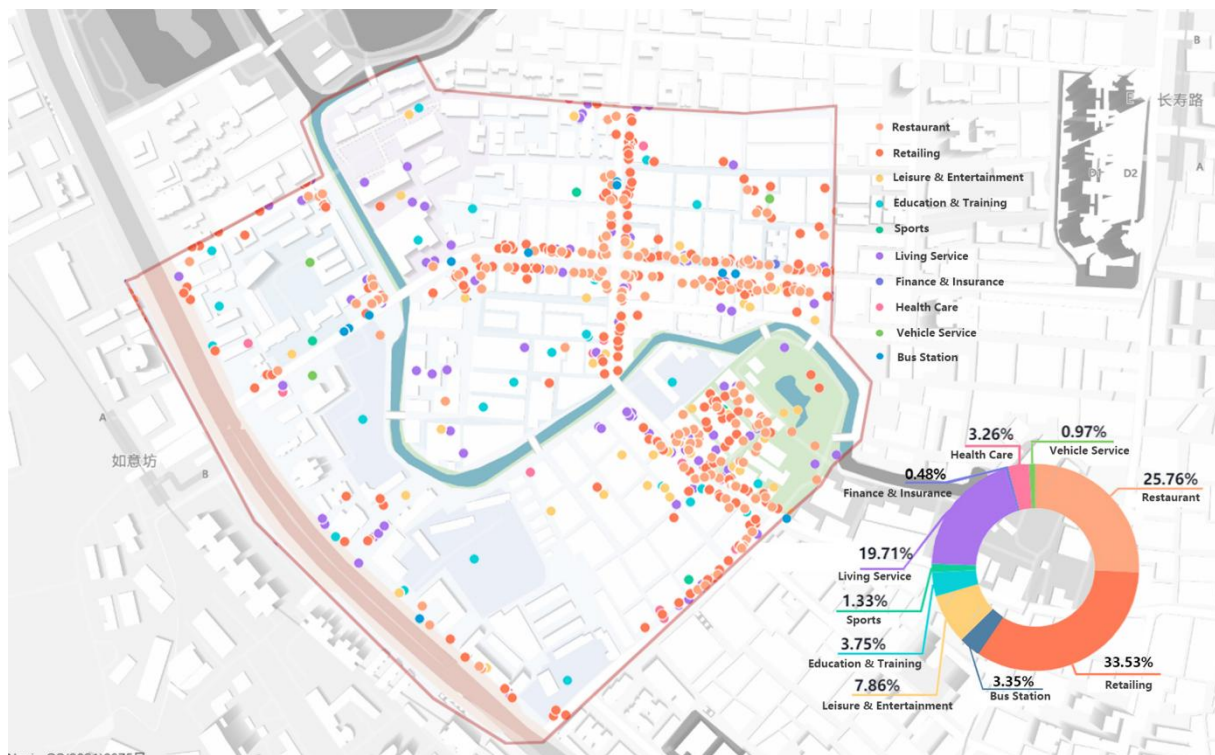 B
长寿路
E
A
D1
D2
Restaurant
Retailing
Leisure & Entertainment
Education & Training
Sports
Living Service
Finance & Insurance
Health Care
Vehicle Service
Bus Station
A
如意坊
B
3.26%
Health Care
0.97%
Vehicle Service
0.48%
Finance & Insurance
25.76%
Restaurant
19.71%
Living Service
1.33%
Sports
3.75%
Education & Training
7.86%
Leisure & Entertainment
3.35%
Bus Station
33.53%
Retailing